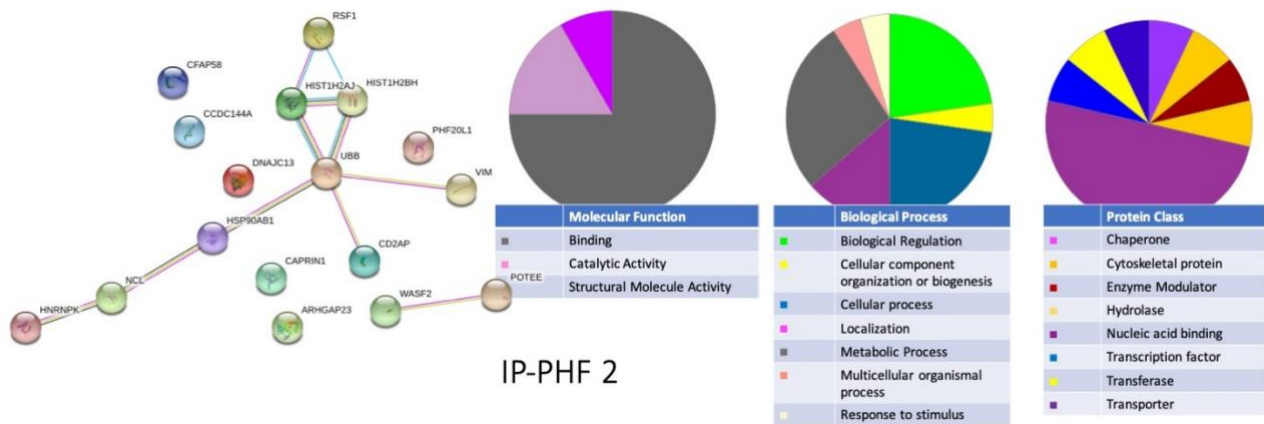 RSF1
CFAP58
HIST1H2AJ
HIST1H2BH
CCDC144A
PHF20L1
UBB
DNAJC13
VIM
HSP90AB1
CD2AP
CAPRIN1
POTEE
NCL
WASF2
HNRNPK
ARHGAP23
IP-PHF 2
Molecular Function
Binding
Catalytic Activity
Structural Molecule Activity
Biological Process
Biological Regulation
Cellular component
organization or biogenesis
Cellular process
Localization
Metabolic Process
Multicellular organismal
process
Response to stimulus
Protein Class
Chaperone
Cytoskeletal protein
Enzyme Modulator
Hydrolase
Nucleic acid binding
Transcription factor
Transferase
Transporter